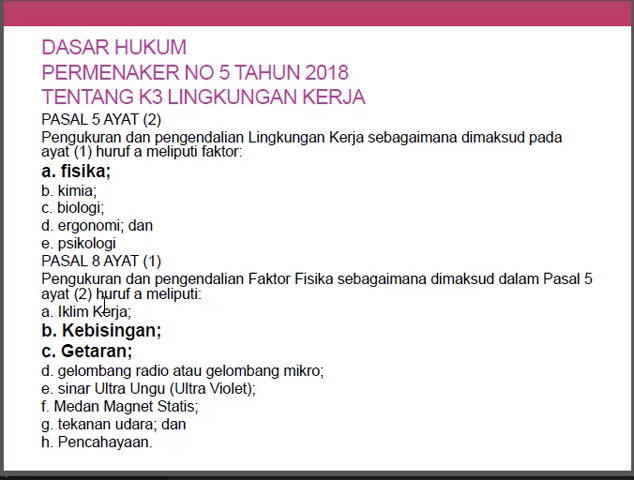 DASAR HUKUM
PERMENAKER NO 5 TAHUN 2018
TENTANG K3 LINGKUNGAN KERJA
PASAL 5 AYAT (2)
Pengukuran dan pengendalian Lingkungan Kerja sebagaimana dimaksud pada
ayat (1) huruf a meliputi faktor:
a. fisika;
b. kimia;
c. biologi;
d. ergonomi; dan
e. psikologi
PASAL 8 AYAT (1)
Pengukuran dan pengendalian Faktor Fisika sebagaimana dimaksud dalam Pasal 5
ayat (2) huruf a meliputi:
a. Iklim Kerja;
b. Kebisingan;
c. Getaran;
d. gelombang radio atau gelombang mikro;
e. sinar Ultra Ungu (Ultra Violet);
f. Medan Magnet Statis;
g. tekanan udara; dan
h. Pencahayaan.